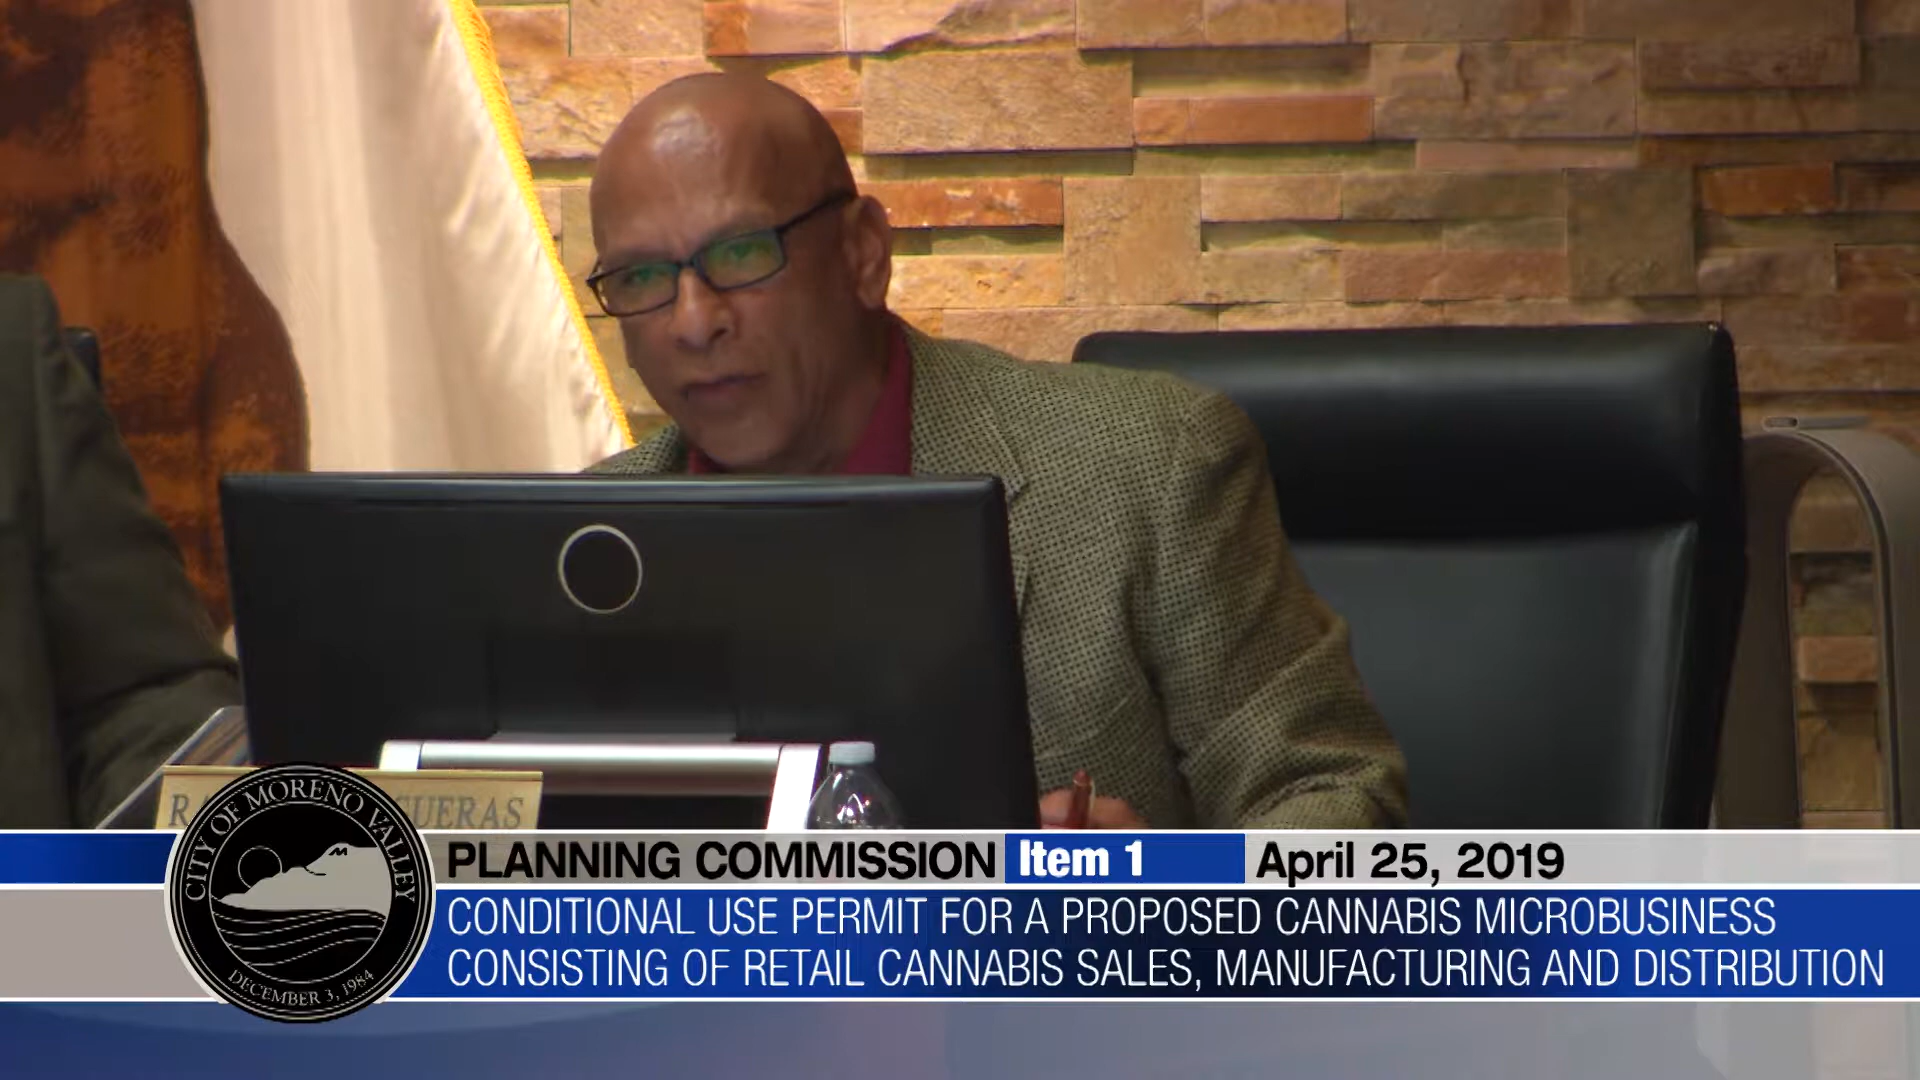 CITY OF MORENO VALLEY
DECEMBER 3, 1984
PLANNING COMMISSION Item 1 April 25, 2019
CONDITIONAL USE PERMIT FOR A PROPOSED CANNABIS MICROBUSINESS
CONSISTING OF RETAIL CANNABIS SALES, MANUFACTURING AND DISTRIBUTION